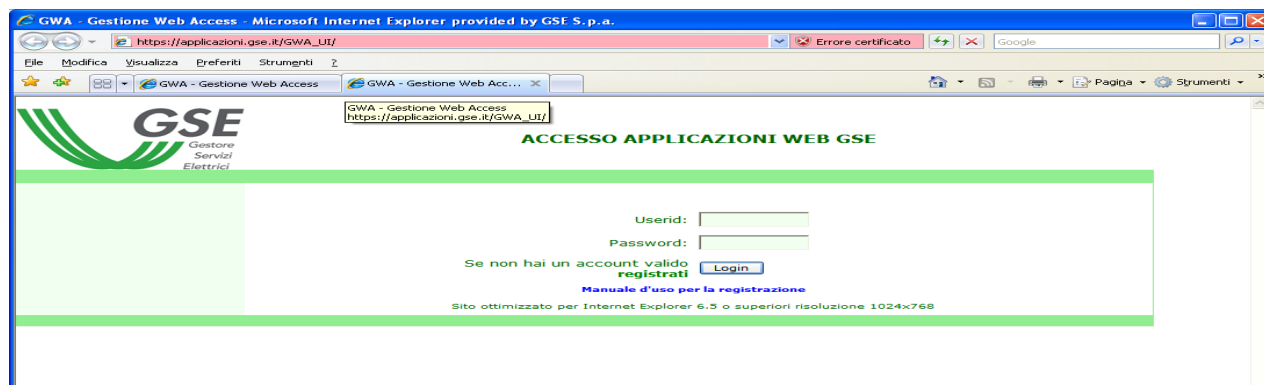 GWA - Gestione Web Access - Microsoft Internet Explorer provided by GSE S.p.a.
https://applicazioni.gse.it/GWA_UI/ Errore certificato Google
File Modifica Visualizza Preferiti Strumenti ?
GWA - Gestione Web Access GWA - Gestione Web Acc... Pagina Strumenti
GWA - Gestione Web Access
https://applicazioni.gse.it/GWA_UI/
GSE
Gestore
Servizi
Elettrici
ACCESSO APPLICAZIONI WEB GSE
Userid:
Password:
Se non hai un account valido
registrati
Login
Manuale d'uso per la registrazione
Sito ottimizzato per Internet Explorer 6.5 o superiori risoluzione 1024x768